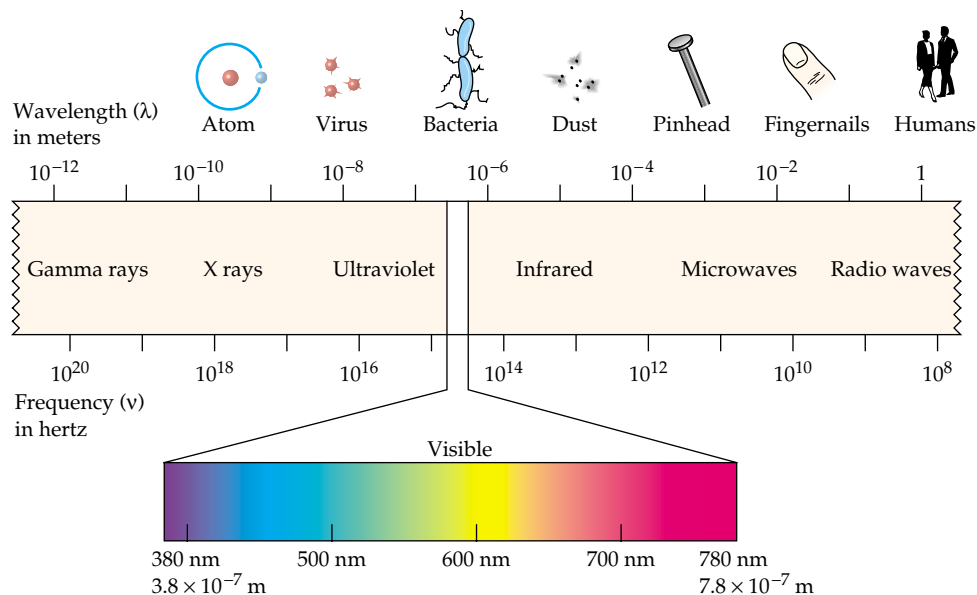 Atom Virus Bacteria Dust Pinhead Fingernails Humans
Wavelength (λ)
in meters
10⁻¹² 10⁻¹⁰ 10⁻⁸ 10⁻⁶ 10⁻⁴ 10⁻² 1
Gamma rays X rays Ultraviolet Infrared Microwaves Radio waves
10²⁰ 10¹⁸ 10¹⁶ 10¹⁴ 10¹² 10¹⁰ 10⁸
Frequency (ν)
in hertz
Visible
380 nm 500 nm 600 nm 700 nm 780 nm
3.8 × 10⁻⁷ m 7.8 × 10⁻⁷ m